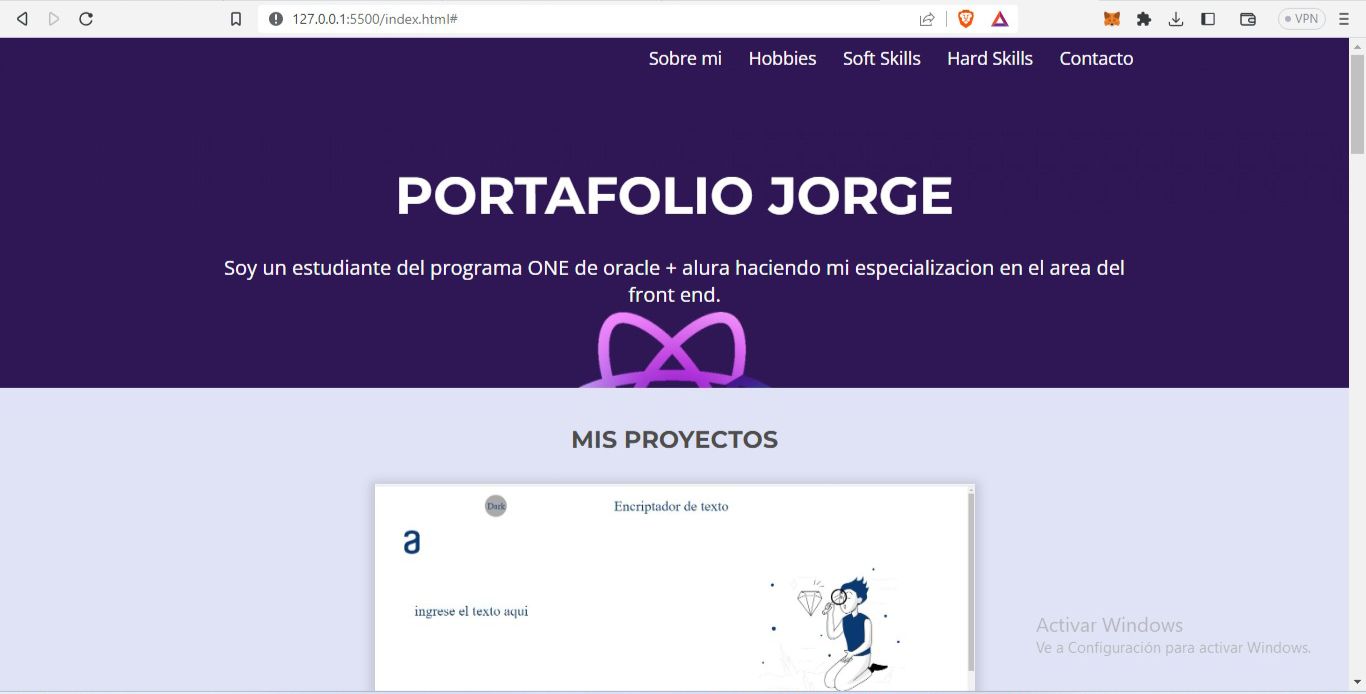 127.0.0.1:5500/index.html#
VPN
Sobre mi Hobbies Soft Skills Hard Skills Contacto
PORTAFOLIO JORGE
Soy un estudiante del programa ONE de oracle + alura haciendo mi especializacion en el area del
front end.
MIS PROYECTOS
Dark Encriptador de texto
a
ingrese el texto aqui
Activar Windows
Ve a Configuración para activar Windows.